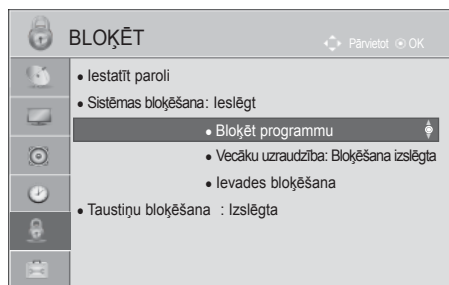 BLOĶĒT
Pārvietot OK
• Iestatīt paroli
• Sistēmas bloķēšana: Ieslēgt
• Bloķēt programmu
• Vecāku uzraudzība: Bloķēšana izslēgta
• Ievades bloķēšana
• Taustiņu bloķēšana : Izslēgta